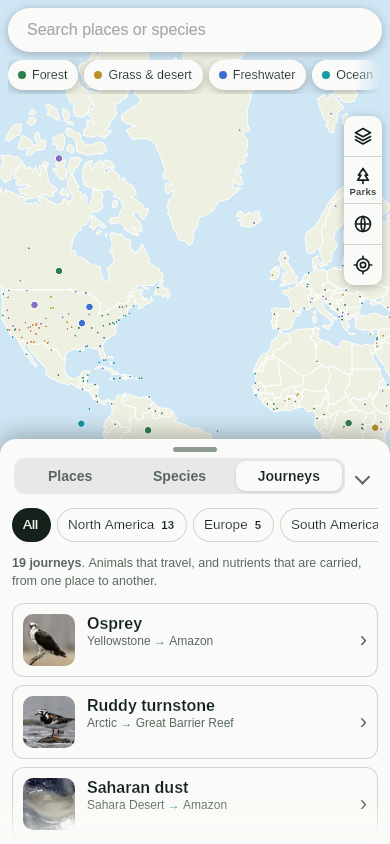 Search places or species
Forest
Grass & desert
Freshwater
Ocean
Parks
Places
Species
Journeys
All
North America 13
Europe 5
South America
19 journeys. Animals that travel, and nutrients that are carried,
from one place to another.
Osprey
Yellowstone → Amazon
Ruddy turnstone
Arctic → Great Barrier Reef
Saharan dust
Sahara Desert → Amazon